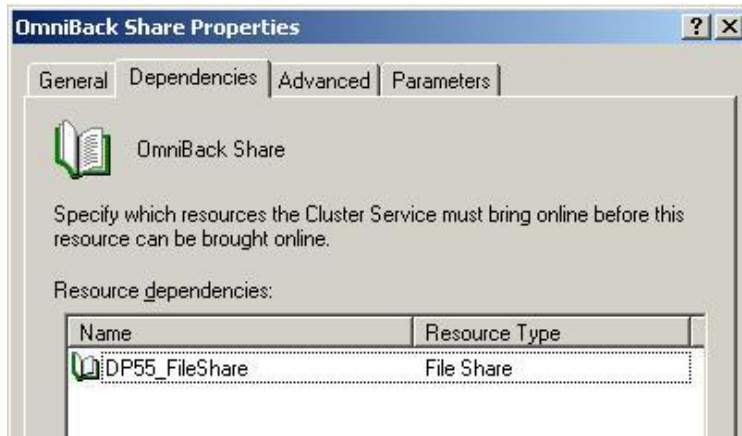 OmniBack Share Properties ? X
General Dependencies Advanced Parameters
OmniBack Share
Specify which resources the Cluster Service must bring online before this
resource can be brought online.
Resource dependencies:
Name Resource Type
DP55_FileShare File Share